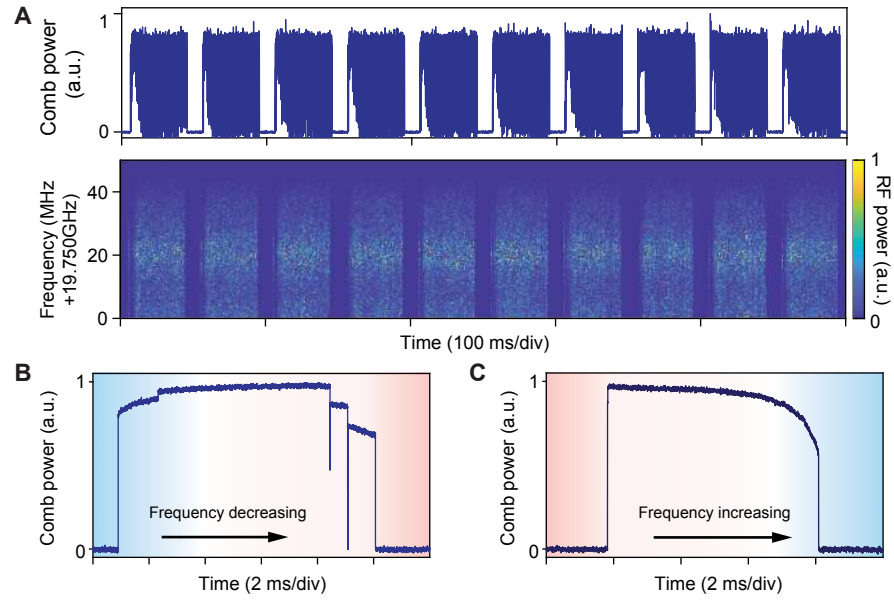 A
Comb power
(a.u.)
1
0
Frequency (MHz
+19.750GHz)
40
20
0
1
0
RF power (a.u.)
Time (100 ms/div)
B
Comb power (a.u.)
1
0
Frequency decreasing
Time (2 ms/div)
C
Comb power (a.u.)
1
0
Frequency increasing
Time (2 ms/div)